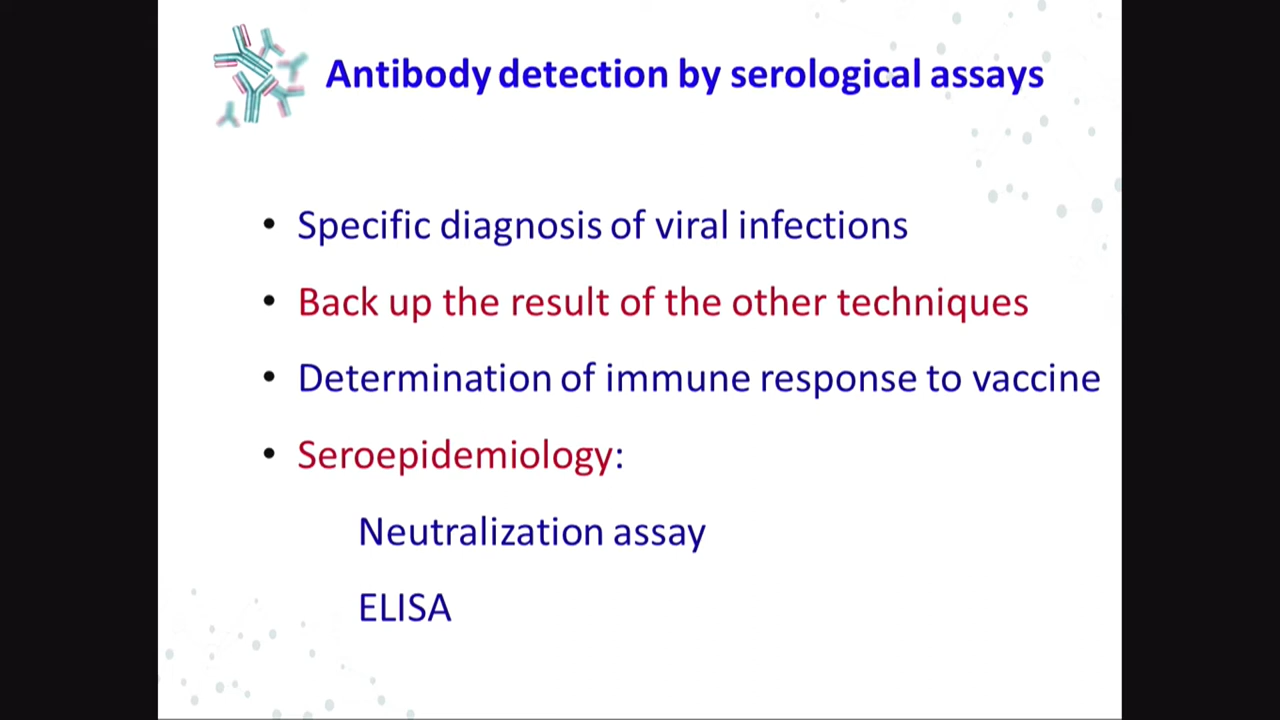 Antibody detection by serological assays
• Specific diagnosis of viral infections
• Back up the result of the other techniques
• Determination of immune response to vaccine
• Seroepidemiology:
Neutralization assay
ELISA